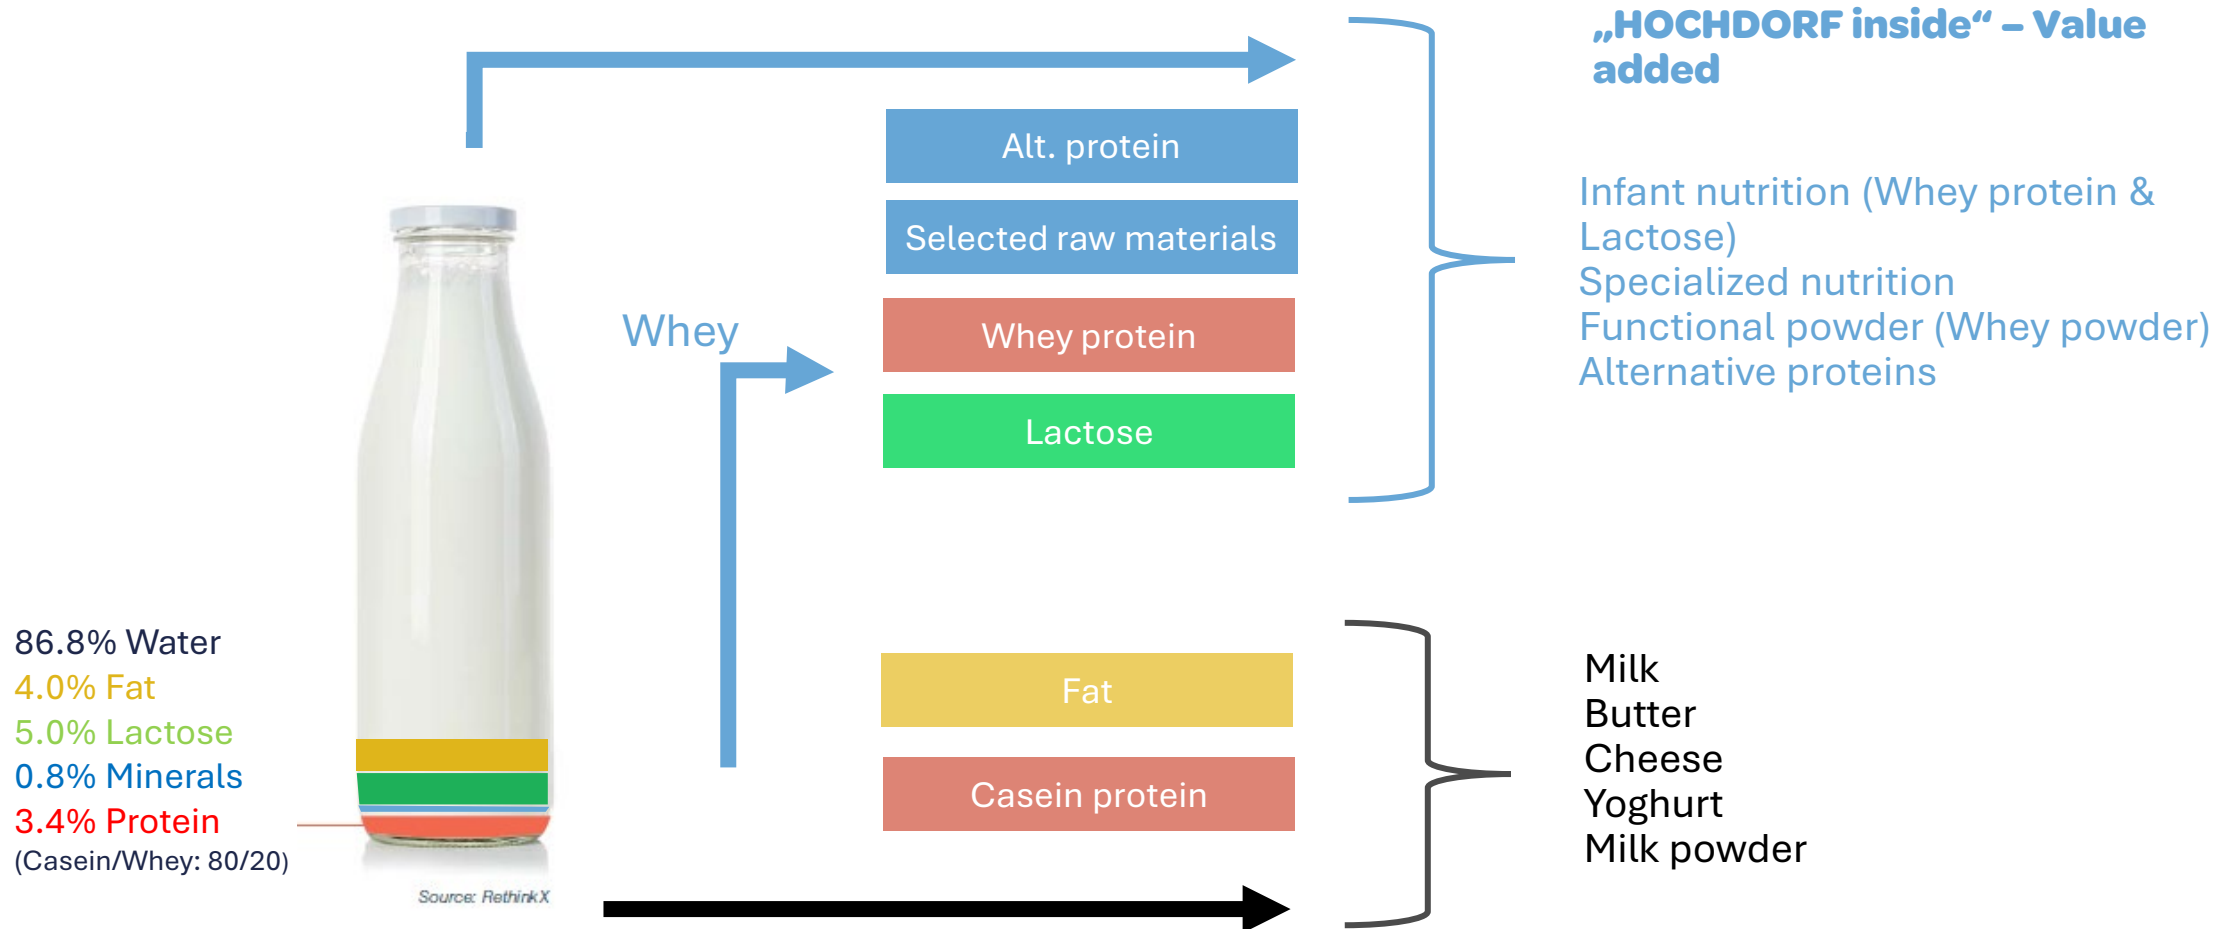 „HOCHDORF inside“ – Value
added
Alt. protein
Selected raw materials
Whey
Whey protein
Lactose
Infant nutrition (Whey protein &
Lactose)
Specialized nutrition
Functional powder (Whey powder)
Alternative proteins
86.8% Water
4.0% Fat
5.0% Lactose
0.8% Minerals
3.4% Protein
(Casein/Whey: 80/20)
Source: RethinkX
Fat
Casein protein
Milk
Butter
Cheese
Yoghurt
Milk powder